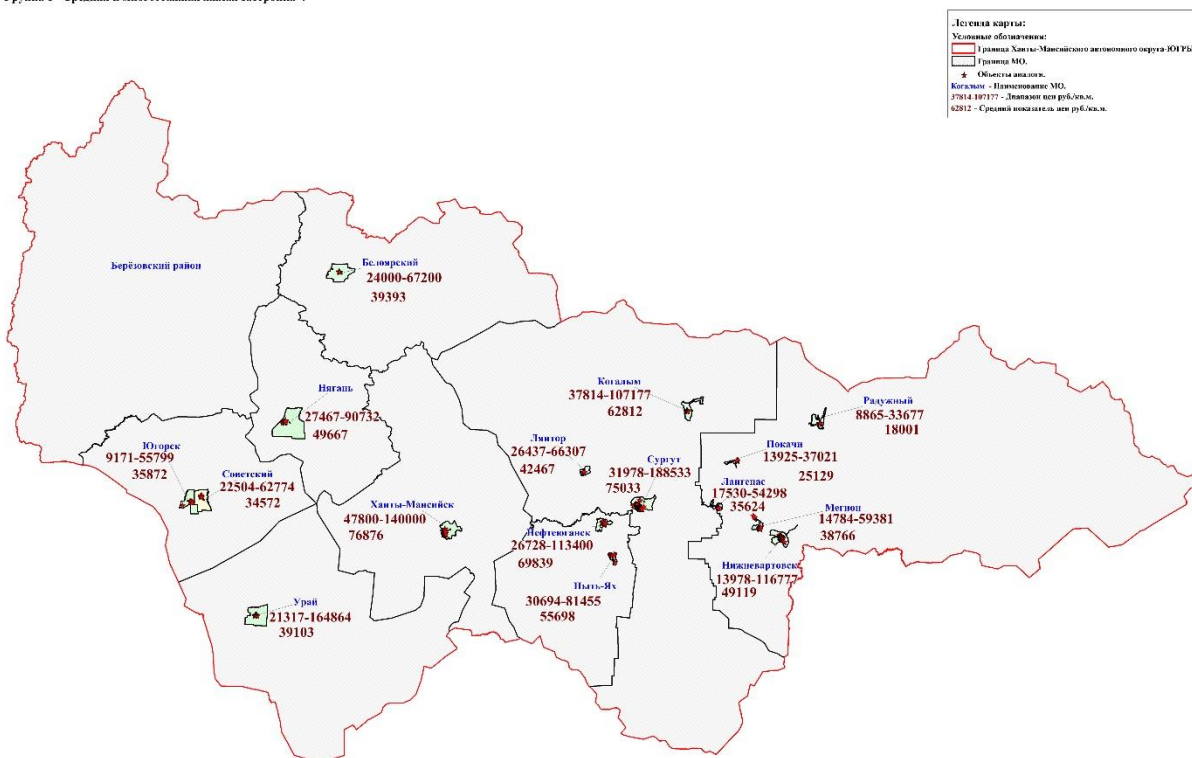 Легенда карты:
Условные обозначения:
Граница Ханты-Мансийского автономного округа-ЮГРЫ
Граница МО.
Объекты аналоги.
Когалым - Наименование МО.
37814-107177 - Диапазон цен руб./кв.м.
62812 - Средний показатель цен руб./кв.м.
Берёзовский район
Белоярский
24000-67200
39393
Нягань
27467-90732
49667
Когалым
37814-107177
62812
Радужный
8865-33677
18001
Югорск
9171-55799
35872
Советский
22504-62774
34572
Лянтор
26437-66307
42467
Сургут
31978-188533
75033
Покачи
13925-37021
25129
Лангепас
17530-54298
35624
Мегион
14784-59381
38766
Ханты-Мансийск
47800-140000
76876
Нефтеюганск
26728-113400
69839
Нижневартовск
13978-116777
49119
Пыть-Ях
30694-81455
55698
Урай
21317-164864
39103